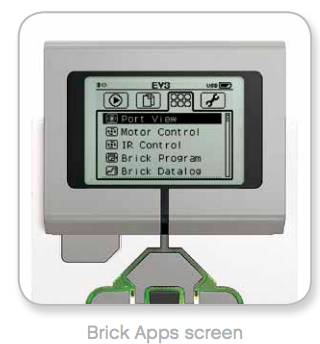 EV3
USB
Port View
Motor Control
IR Control
Brick Program
Brick Datalog
Brick Apps screen